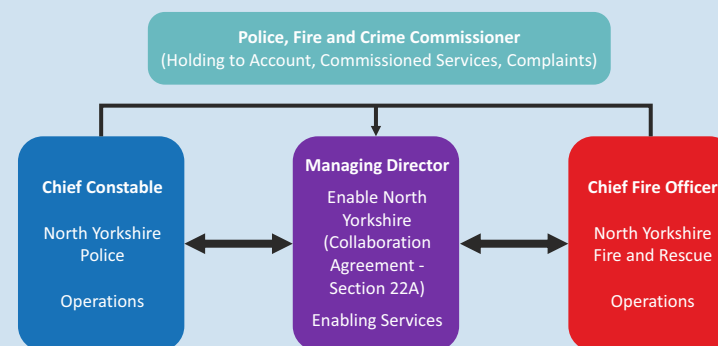 Police, Fire and Crime Commissioner
(Holding to Account, Commissioned Services, Complaints)
Chief Constable
North Yorkshire
Police
Operations
Managing Director
Enable North
Yorkshire
(Collaboration
Agreement -
Section 22A)
Enabling Services
Chief Fire Officer
North Yorkshire
Fire and Rescue
Operations